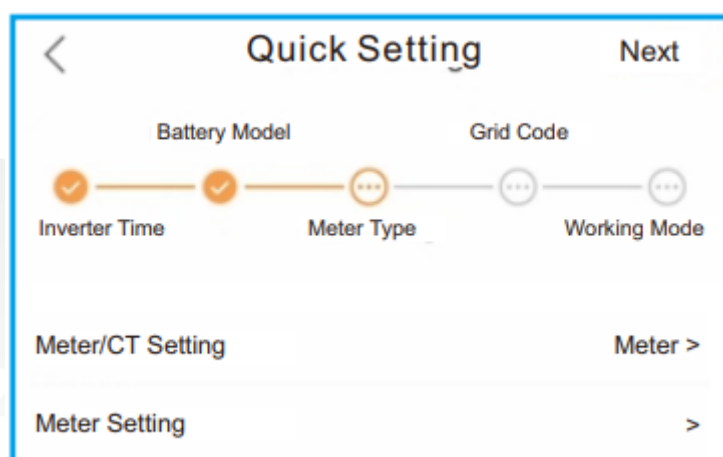 Quick Setting Next
Battery Model Grid Code
Inverter Time Meter Type Working Mode
Meter/CT Setting Meter >
Meter Setting >